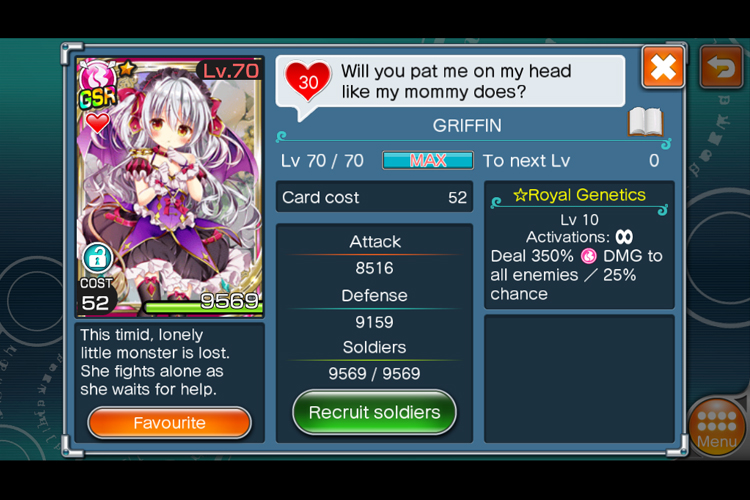 GSR
Lv.70
COST
52
9569
This timid, lonely
little monster is lost.
She fights alone as
she waits for help.
Favourite
30
Will you pat me on my head
like my mommy does?
GRIFFIN
Lv 70 / 70 MAX To next Lv 0
Card cost 52
Attack
8516
Defense
9159
Soldiers
9569 / 9569
Recruit soldiers
☆Royal Genetics
Lv 10
Activations: ∞
Deal 350% DMG to
all enemies / 25%
chance
Menu